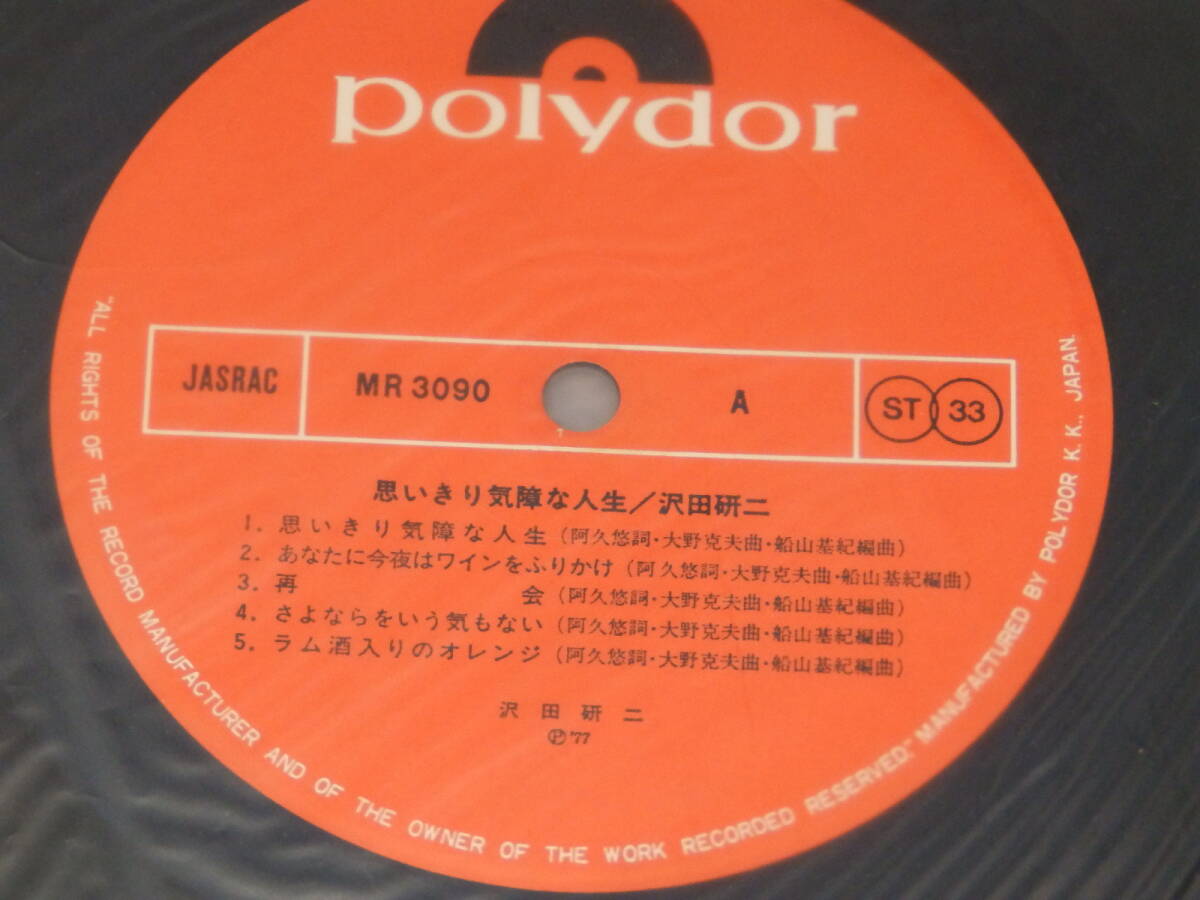 polydor
JASRAC MR 3090 A ST 33
思いきり気障な人生/沢田研二
1. 思いきり気障な人生 (阿久悠詞・大野克夫曲・船山基紀編曲)
2. あなたに今夜はワインをふりかけ (阿久悠詞・大野克夫曲・船山基紀編曲)
3. 再 会 (阿久悠詞・大野克夫曲・船山基紀編曲)
4. さよならをいう気もない (阿久悠詞・大野克夫曲・船山基紀編曲)
5. ラム酒入りのオレンジ (阿久悠詞・大野克夫曲・船山基紀編曲)
沢田研二
Ⓟ'77
"ALL RIGHTS OF THE RECORD MANUFACTURER AND OF THE OWNER OF THE WORK RECORDED RESERVED." MANUFACTURED BY POLYDOR K. K., JAPAN.